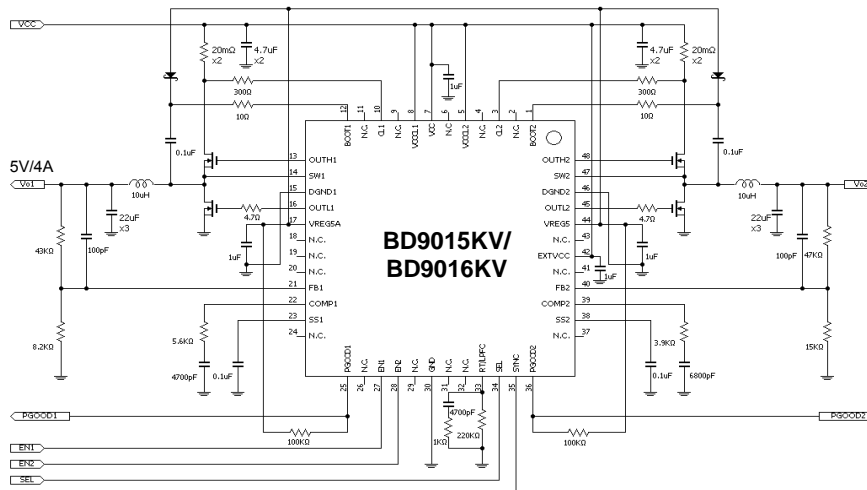 VCC
20mΩ
x2
4.7uF
x2
4.7uF
x2
20mΩ
x2
300Ω
10Ω
1uF
300Ω
10Ω
12 11 10 9 8 7 6 5 4 3 2 1
BOOT1 N.C. CL1 N.C. VCCCL1 VCC N.C VCCCL2 N.C. CL2 N.C. BOOT2
0.1uF
0.1uF
13 OUTH1 OUTH2 48
14 SW1 SW2 47
15 DGND1 DGND2 46
16 OUTL1 OUTL2 45
17 VREG5A VREG5 44
18 N.C. N.C. 43
19 N.C. EXTVCC 42
20 N.C. N.C. 41
21 FB1 FB2 40
22 COMP1 COMP2 39
23 SS1 SS2 38
24 N.C. N.C. 37
BD9015KV/
BD9016KV
5V/4A
Vo1
10uH
10uH
Vo2
22uF
x3
22uF
x3
4.7Ω
4.7Ω
43KΩ
100pF
1uF
1uF
1uF
100pF
47KΩ
8.2KΩ
5.6KΩ
4700pF
0.1uF
3.9KΩ
0.1uF
6800pF
15KΩ
PGOOD1 N.C. EN1 EN2 N.C. GND N.C. N.C. RT/LPFC SEL SYNC PGOOD2
25 26 27 28 29 30 31 32 33 34 35 36
4700pF
1KΩ
220KΩ
PGOOD1
PGOOD2
100KΩ
100KΩ
EN1
EN2
SEL